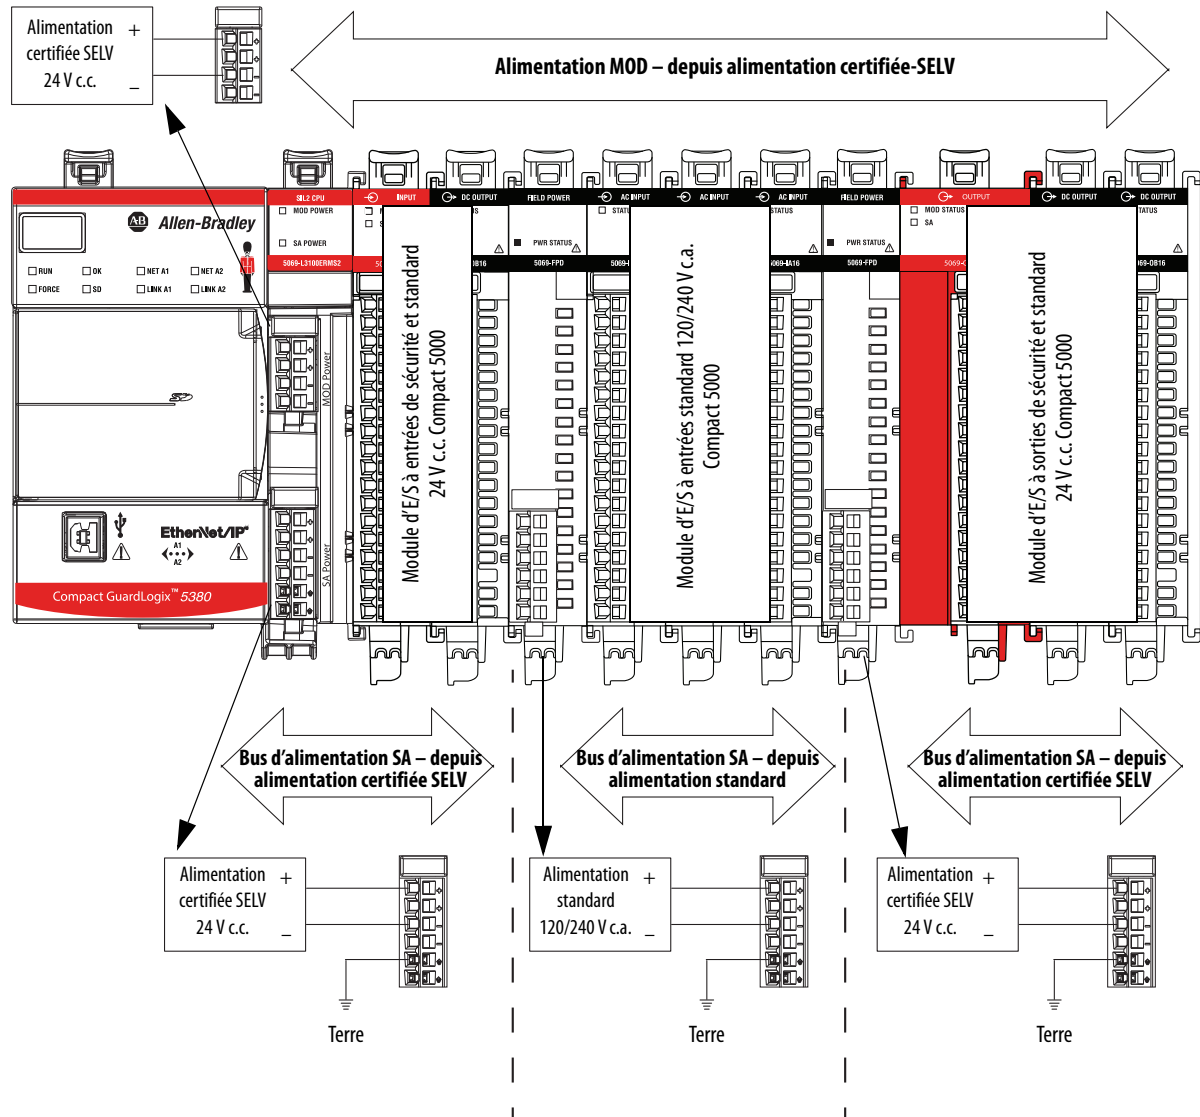 Alimentation +
certifiée SELV
24 V c.c. –
Alimentation MOD – depuis alimentation certifiée-SELV
Allen-Bradley
AB
RUN
OK
NET A1
NET A2
FORCE
SD
LINK A1
LINK A2
SIL2 CPU
MOD POWER
SA POWER
5069-L3100ERMS2
MOD Power
SA Power
EtherNet/IP
A1
A2
Compact GuardLogix™ 5380
INPUT
DC OUTPUT
Module d'E/S à entrées de sécurité et standard
24 V c.c. Compact 5000
FIELD POWER
PWR STATUS
5069-FPD
AC INPUT
AC INPUT
AC INPUT
Module d'E/S à entrées standard 120/240 V c.a.
Compact 5000
FIELD POWER
PWR STATUS
5069-FPD
OUTPUT
MOD STATUS
SA
DC OUTPUT
DC OUTPUT
Module d'E/S à sorties de sécurité et standard
24 V c.c. Compact 5000
Bus d'alimentation SA – depuis
alimentation certifiée SELV
Bus d'alimentation SA – depuis
alimentation standard
Bus d'alimentation SA – depuis
alimentation certifiée SELV
Alimentation +
certifiée SELV
24 V c.c. –
Terre
Alimentation +
standard
120/240 V c.a. –
Terre
Alimentation +
certifiée SELV
24 V c.c. –
Terre